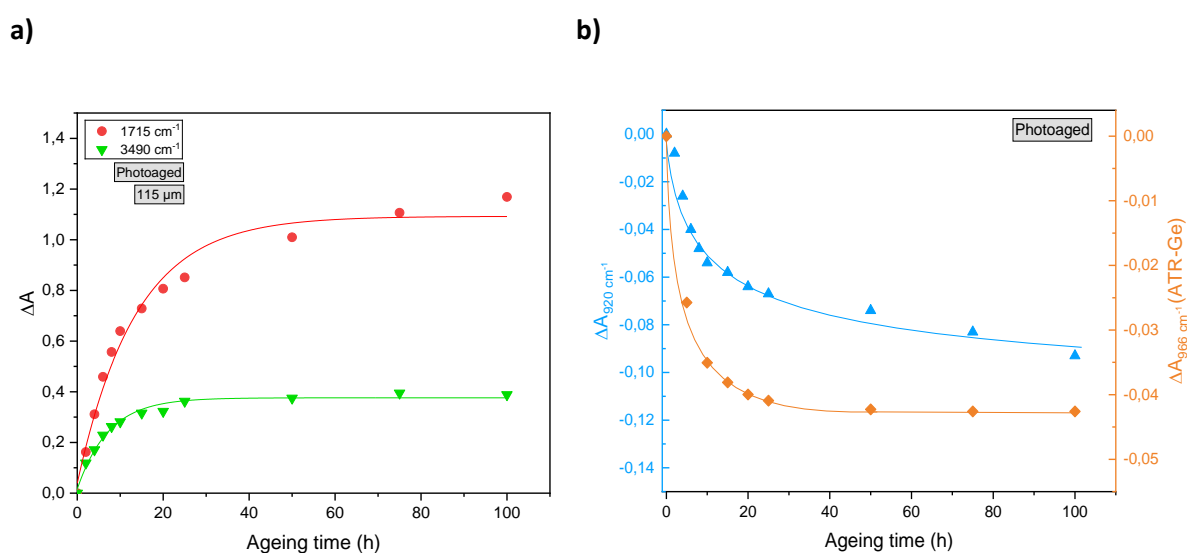 a)
b)
1,4
1,2
1,0
0,8
0,6
0,4
0,2
0,0
ΔA
1715 cm⁻¹
3490 cm⁻¹
Photoaged
115 µm
0 20 40 60 80 100
Ageing time (h)
0,00
-0,02
-0,04
-0,06
-0,08
-0,10
-0,12
-0,14
ΔA920 cm⁻¹
Photoaged
0,00
-0,01
-0,02
-0,03
-0,04
-0,05
ΔA966 cm⁻¹ (ATR-Ge)
0 20 40 60 80 100
Ageing time (h)